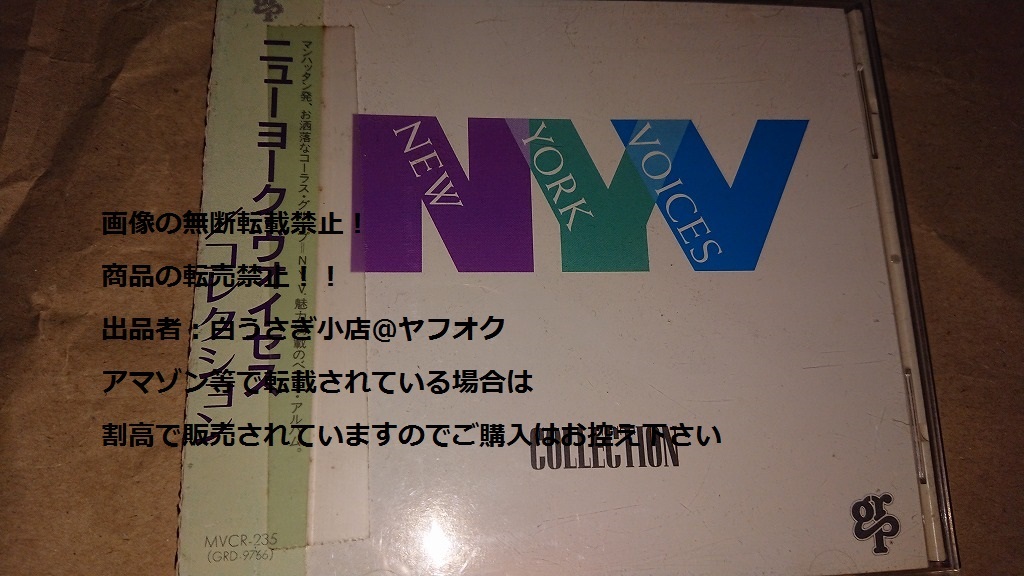 grp
ニューヨーク・ヴォイセス
コレクション
マンハッタン発、お洒落なコーラス・グ
NEW
YORK
VOICES
NYV
画像の無断転載禁止！
商品の転売禁止！！
出品者：白うさぎ小店@ヤフオク
アマゾン等で転載されている場合は
割高で販売されていますのでご購入はお控え下さい
COLLECTION
MVCR-235
(GRD-9766)
grp